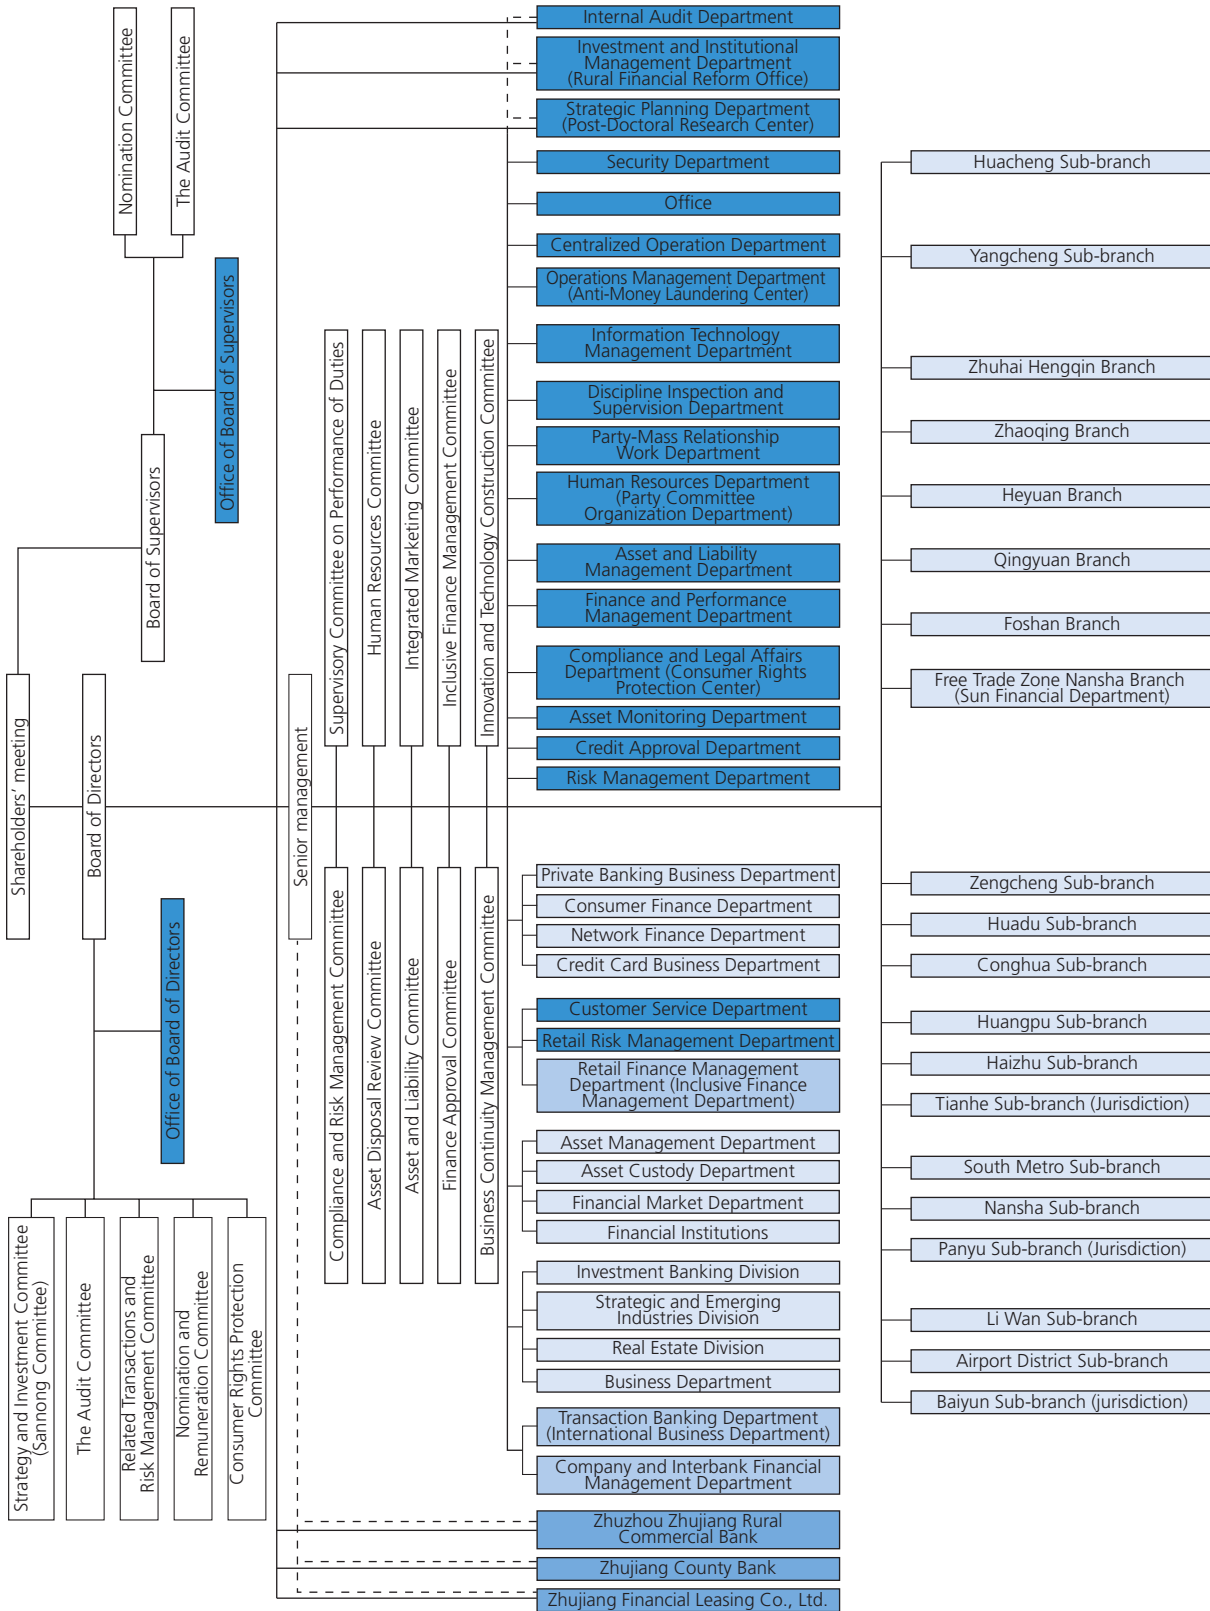 Shareholders' meeting
Board of Supervisors
Nomination Committee
The Audit Committee
Office of Board of Supervisors
Board of Directors
Office of Board of Directors
Strategy and Investment Committee
(Sannong Committee)
The Audit Committee
Related Transactions and
Risk Management Committee
Nomination and
Remuneration Committee
Consumer Rights Protection
Committee
Senior management
Supervisory Committee on Performance of Duties
Human Resources Committee
Integrated Marketing Committee
Inclusive Finance Management Committee
Innovation and Technology Construction Committee
Compliance and Risk Management Committee
Asset Disposal Review Committee
Asset and Liability Committee
Finance Approval Committee
Business Continuity Management Committee
Internal Audit Department
Investment and Institutional
Management Department
(Rural Financial Reform Office)
Strategic Planning Department
(Post-Doctoral Research Center)
Security Department
Office
Centralized Operation Department
Operations Management Department
(Anti-Money Laundering Center)
Information Technology
Management Department
Discipline Inspection and
Supervision Department
Party-Mass Relationship
Work Department
Human Resources Department
(Party Committee
Organization Department)
Asset and Liability
Management Department
Finance and Performance
Management Department
Compliance and Legal Affairs
Department (Consumer Rights
Protection Center)
Asset Monitoring Department
Credit Approval Department
Risk Management Department
Private Banking Business Department
Consumer Finance Department
Network Finance Department
Credit Card Business Department
Customer Service Department
Retail Risk Management Department
Retail Finance Management
Department (Inclusive Finance
Management Department)
Asset Management Department
Asset Custody Department
Financial Market Department
Financial Institutions
Investment Banking Division
Strategic and Emerging
Industries Division
Real Estate Division
Business Department
Transaction Banking Department
(International Business Department)
Company and Interbank Financial
Management Department
Zhuzhou Zhujiang Rural
Commercial Bank
Zhujiang County Bank
Zhujiang Financial Leasing Co., Ltd.
Huacheng Sub-branch
Yangcheng Sub-branch
Zhuhai Hengqin Branch
Zhaoqing Branch
Heyuan Branch
Qingyuan Branch
Foshan Branch
Free Trade Zone Nansha Branch
(Sun Financial Department)
Zengcheng Sub-branch
Huadu Sub-branch
Conghua Sub-branch
Huangpu Sub-branch
Haizhu Sub-branch
Tianhe Sub-branch (Jurisdiction)
South Metro Sub-branch
Nansha Sub-branch
Panyu Sub-branch (Jurisdiction)
Li Wan Sub-branch
Airport District Sub-branch
Baiyun Sub-branch (jurisdiction)